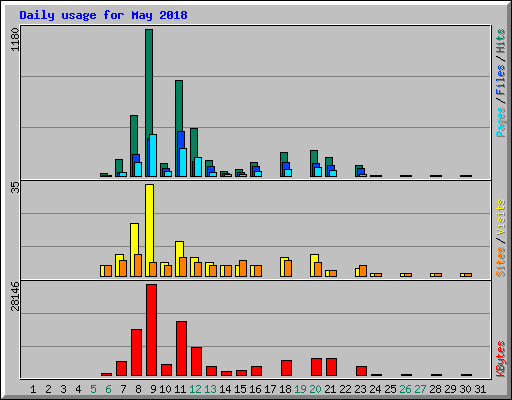 Daily usage for May 2018
1180
Pages / Files / Hits
35
Sites / Visits
28146
KBytes
1 2 3 4 5 6 7 8 9 10 11 12 13 14 15 16 17 18 19 20 21 22 23 24 25 26 27 28 29 30 31